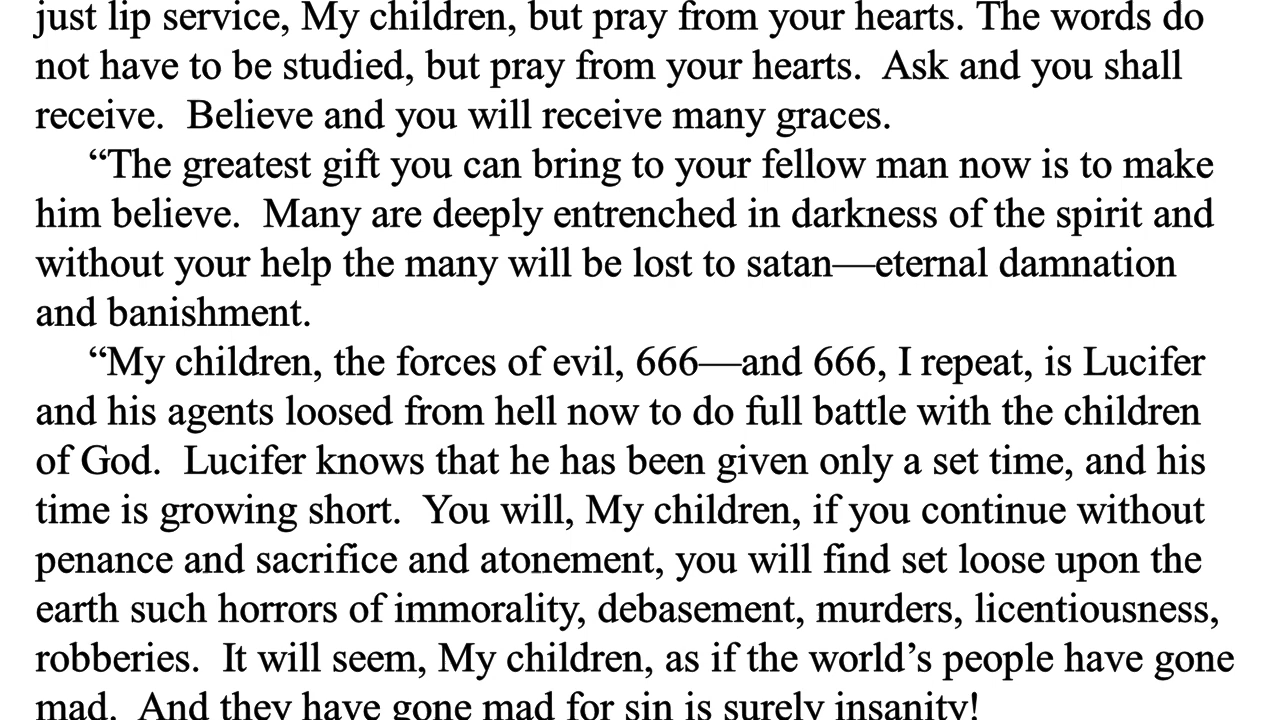 just lip service, My children, but pray from your hearts. The words do
not have to be studied, but pray from your hearts.  Ask and you shall
receive.  Believe and you will receive many graces.
“The greatest gift you can bring to your fellow man now is to make
him believe.  Many are deeply entrenched in darkness of the spirit and
without your help the many will be lost to satan—eternal damnation
and banishment.
“My children, the forces of evil, 666—and 666, I repeat, is Lucifer
and his agents loosed from hell now to do full battle with the children
of God.  Lucifer knows that he has been given only a set time, and his
time is growing short.  You will, My children, if you continue without
penance and sacrifice and atonement, you will find set loose upon the
earth such horrors of immorality, debasement, murders, licentiousness,
robberies.  It will seem, My children, as if the world’s people have gone
mad.  And they have gone mad for sin is surely insanity!